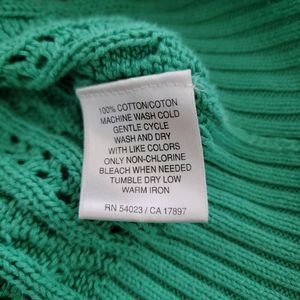 100% COTTON/COTON
MACHINE WASH COLD
GENTLE CYCLE
WASH AND DRY
WITH LIKE COLORS
ONLY NON-CHLORINE
BLEACH WHEN NEEDED
TUMBLE DRY LOW
WARM IRON
RN 54023 / CA 17897